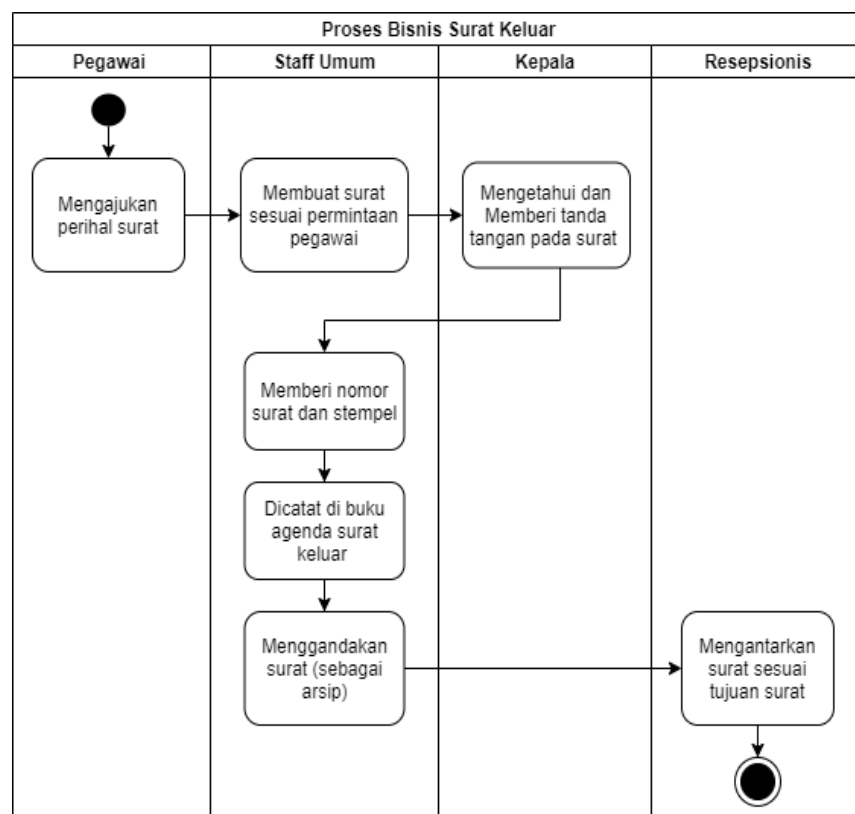 Proses Bisnis Surat Keluar
Pegawai
Staff Umum
Kepala
Resepsionis
Mengajukan
perihal surat
Membuat surat
sesuai permintaan
pegawai
Mengetahui dan
Memberi tanda
tangan pada surat
Memberi nomor
surat dan stempel
Dicatat di buku
agenda surat
keluar
Menggandakan
surat (sebagai
arsip)
Mengantarkan
surat sesuai
tujuan surat